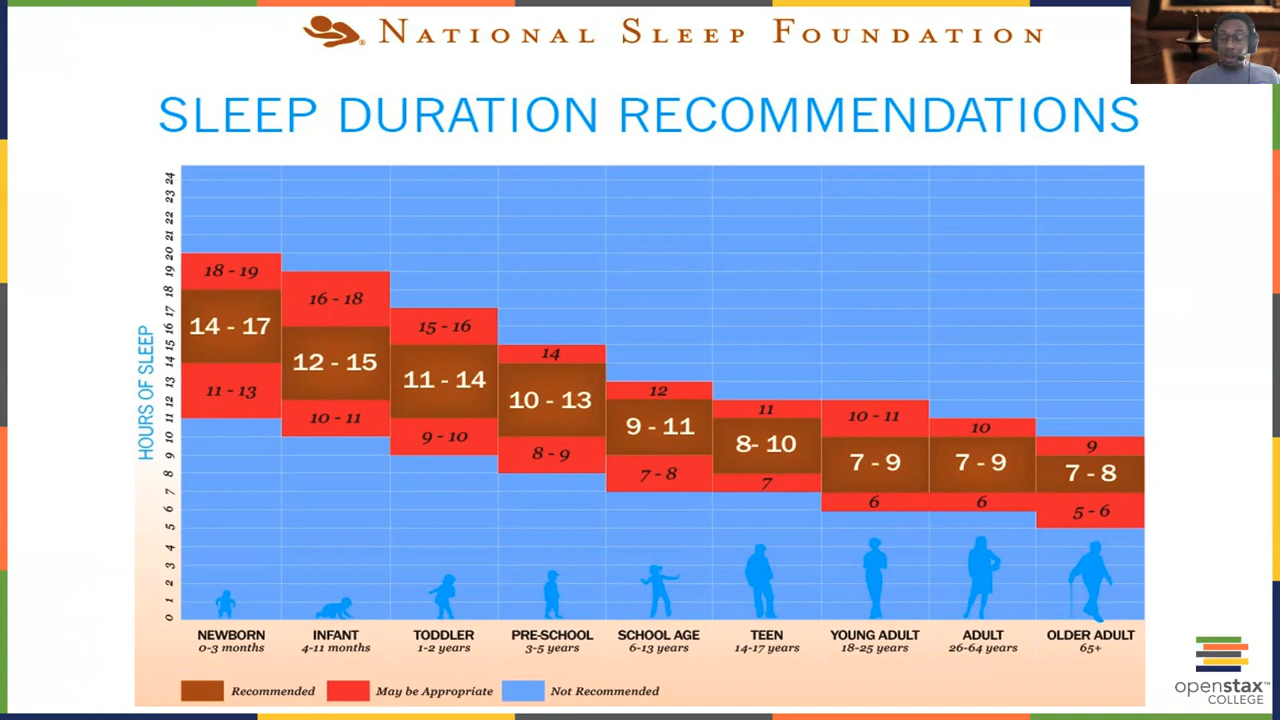 NATIONAL SLEEP FOUNDATION
SLEEP DURATION RECOMMENDATIONS
HOURS OF SLEEP
24
23
22
21
20
19
18
17
16
15
14
13
12
11
10
9
8
7
6
5
4
3
2
1
0
18 - 19
14 - 17
11 - 13
16 - 18
12 - 15
10 - 11
15 - 16
11 - 14
9 - 10
14
10 - 13
8 - 9
12
9 - 11
7 - 8
11
8- 10
7
10 - 11
7 - 9
6
10
7 - 9
6
9
7 - 8
5 - 6
NEWBORN
0-3 months
INFANT
4-11 months
TODDLER
1-2 years
PRE-SCHOOL
3-5 years
SCHOOL AGE
6-13 years
TEEN
14-17 years
YOUNG ADULT
18-25 years
ADULT
26-64 years
OLDER ADULT
65+
Recommended
May be Appropriate
Not Recommended
openstax™
COLLEGE